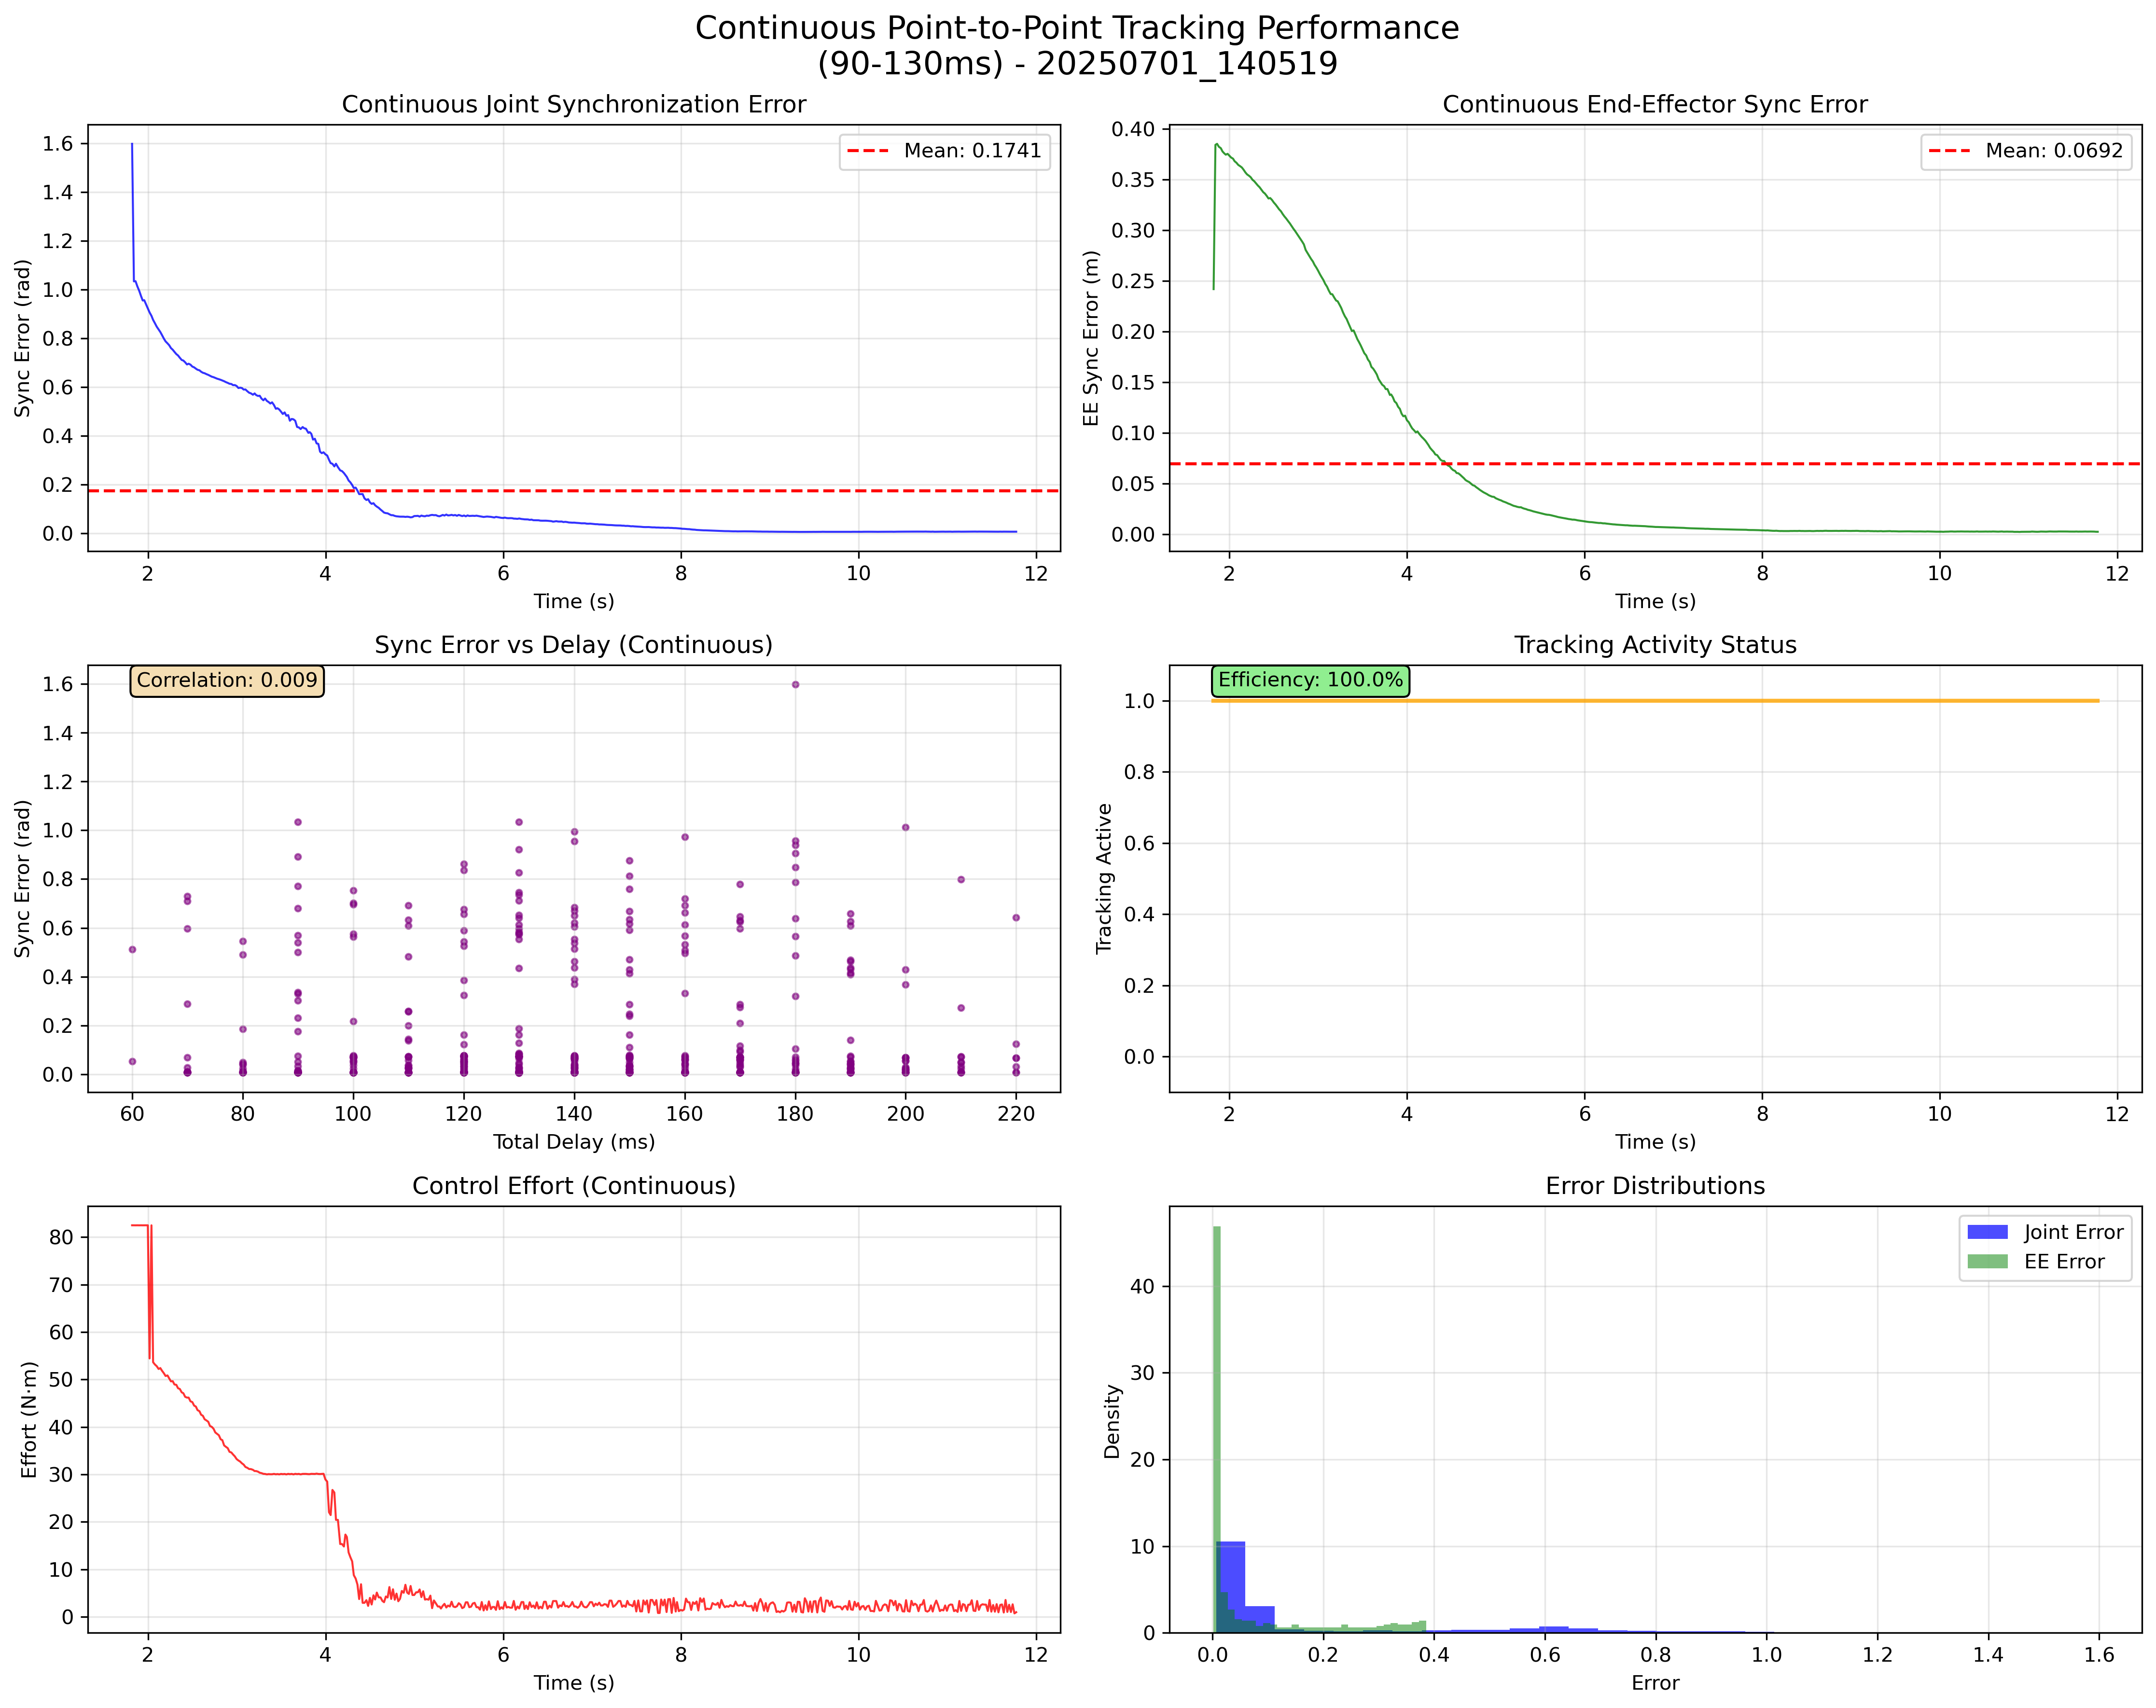 Continuous Point-to-Point Tracking Performance
(90-130ms) - 20250701_140519
Continuous Joint Synchronization Error
Sync Error (rad)
1.6
1.4
1.2
1.0
0.8
0.6
0.4
0.2
0.0
Mean: 0.1741
2 4 6 8 10 12
Time (s)
Continuous End-Effector Sync Error
EE Sync Error (m)
0.40
0.35
0.30
0.25
0.20
0.15
0.10
0.05
0.00
Mean: 0.0692
2 4 6 8 10 12
Time (s)
Sync Error vs Delay (Continuous)
Correlation: 0.009
Sync Error (rad)
1.6
1.4
1.2
1.0
0.8
0.6
0.4
0.2
0.0
60 80 100 120 140 160 180 200 220
Total Delay (ms)
Tracking Activity Status
Efficiency: 100.0%
Tracking Active
1.0
0.8
0.6
0.4
0.2
0.0
2 4 6 8 10 12
Time (s)
Control Effort (Continuous)
Effort (N·m)
80
70
60
50
40
30
20
10
0
2 4 6 8 10 12
Time (s)
Error Distributions
Joint Error
EE Error
Density
40
30
20
10
0
0.0 0.2 0.4 0.6 0.8 1.0 1.2 1.4 1.6
Error